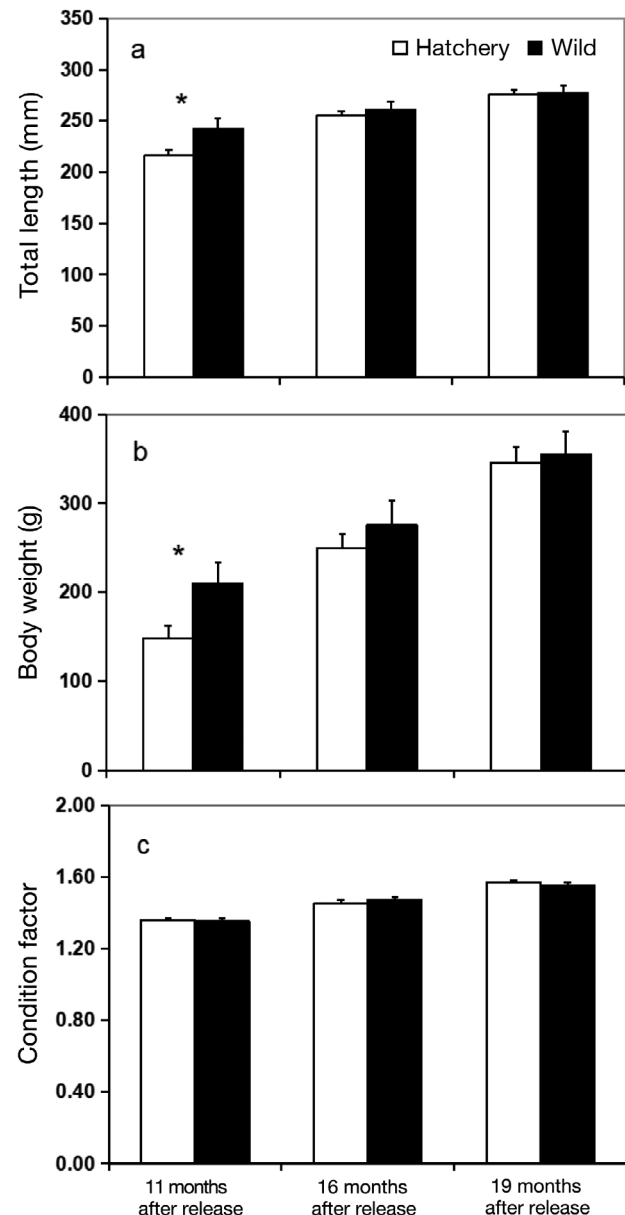 350
a
Hatchery Wild
300
*
250
200
150
100
50
0
Total length (mm)
400
b
300
*
200
100
0
Body weight (g)
2.00
c
1.60
1.20
0.80
0.40
0.00
Condition factor
11 months
after release
16 months
after release
19 months
after release